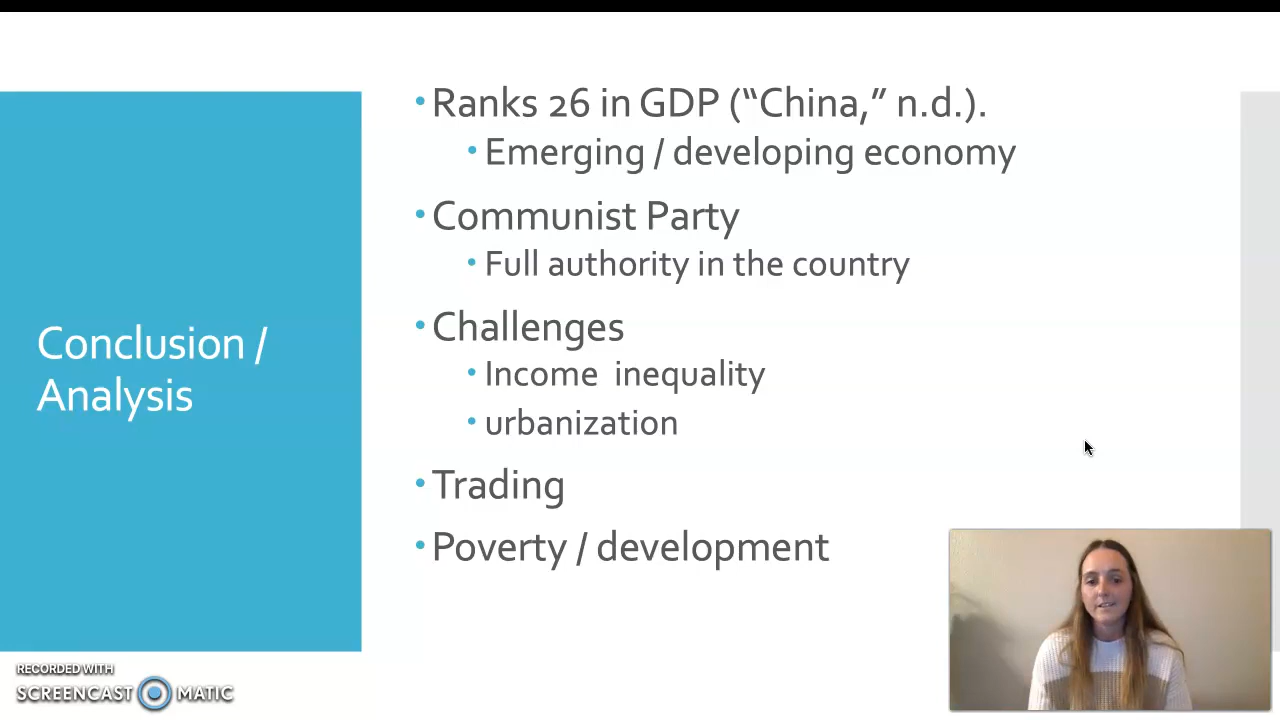 Conclusion /
Analysis
• Ranks 26 in GDP (“China,” n.d.).
• Emerging / developing economy
• Communist Party
• Full authority in the country
• Challenges
• Income  inequality
• urbanization
• Trading
• Poverty / development
RECORDED WITH
SCREENCAST MATIC